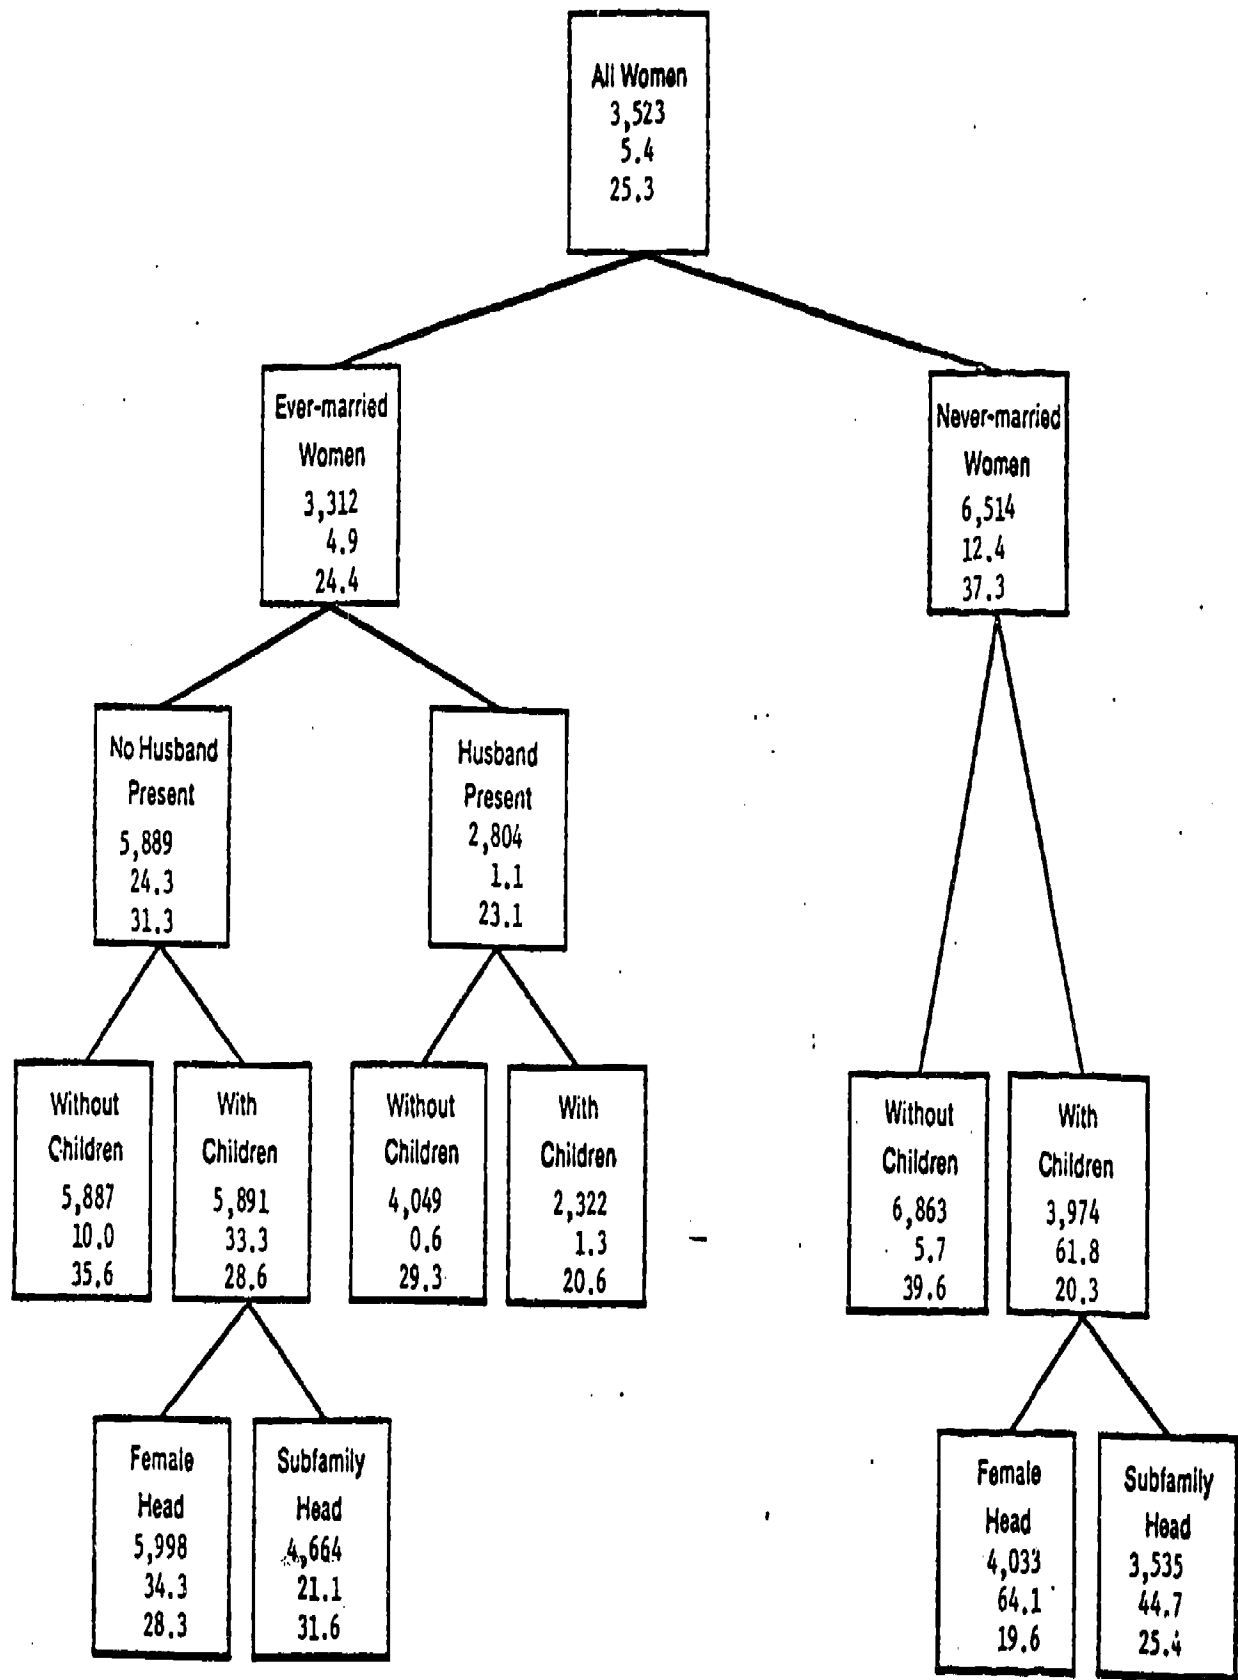 All Women
3,523
5.4
25.3
Ever-married
Women
3,312
4.9
24.4
Never-married
Women
6,514
12.4
37.3
No Husband
Present
5,889
24.3
31.3
Husband
Present
2,804
1.1
23.1
Without
Children
5,887
10.0
35.6
With
Children
5,891
33.3
28.6
Without
Children
4,049
0.6
29.3
With
Children
2,322
1.3
20.6
Without
Children
6,863
5.7
39.6
With
Children
3,974
61.8
20.3
Female
Head
5,998
34.3
28.3
Subfamily
Head
4,664
21.1
31.6
Female
Head
4,033
64.1
19.6
Subfamily
Head
3,535
44.7
25.4